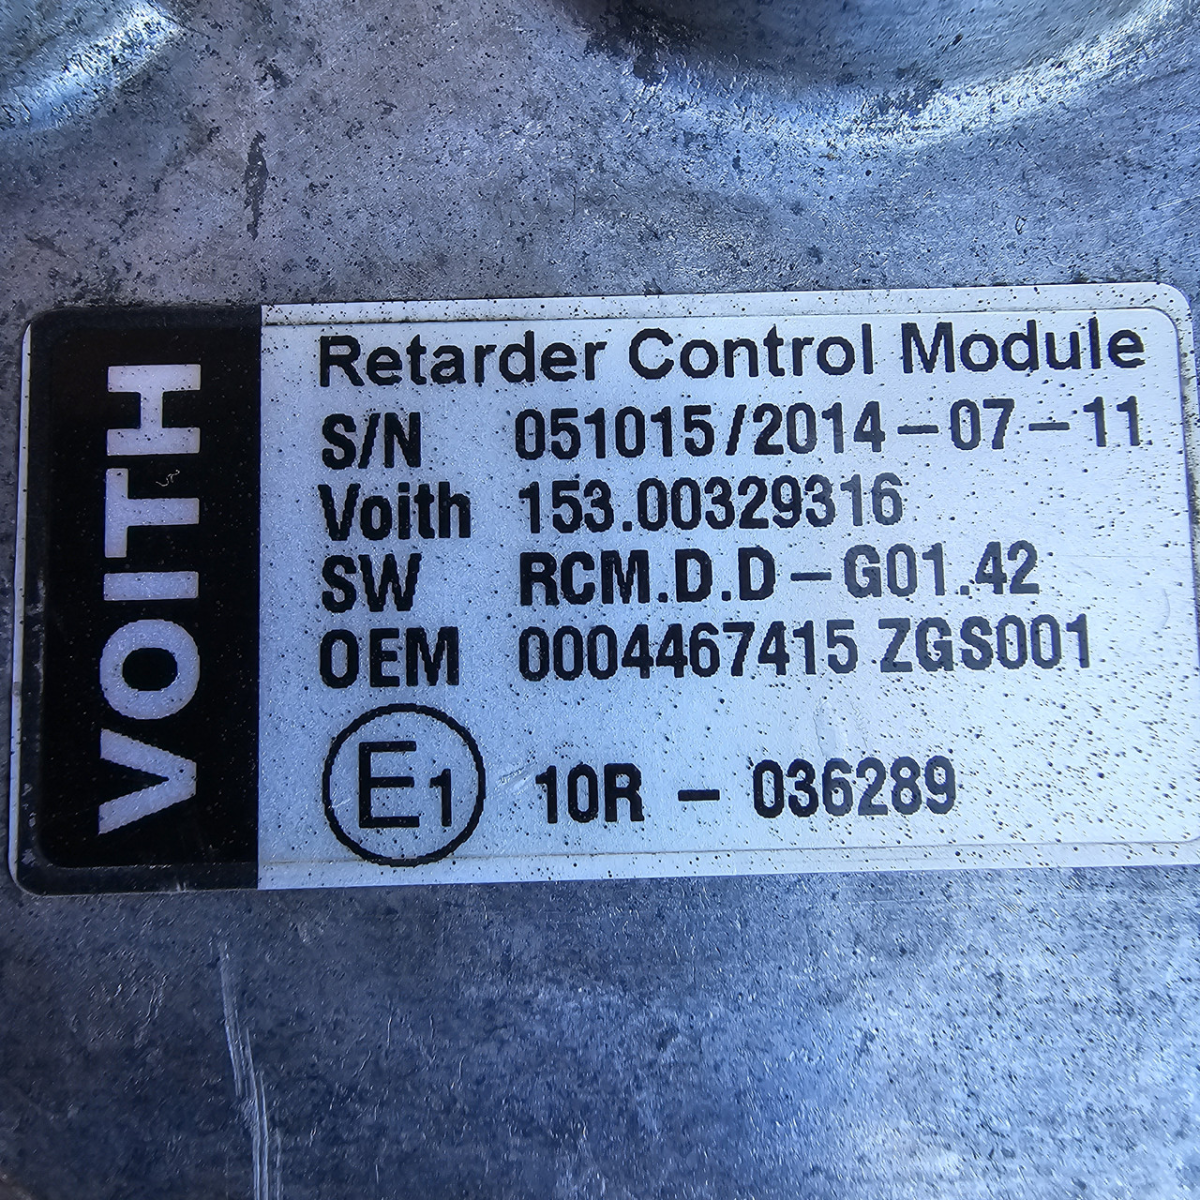 VOITH
Retarder Control Module
S/N 051015/2014-07-11
Voith 153.00329316
SW RCM.D.D-G01.42
OEM 0004467415 ZGS001
E1 10R - 036289